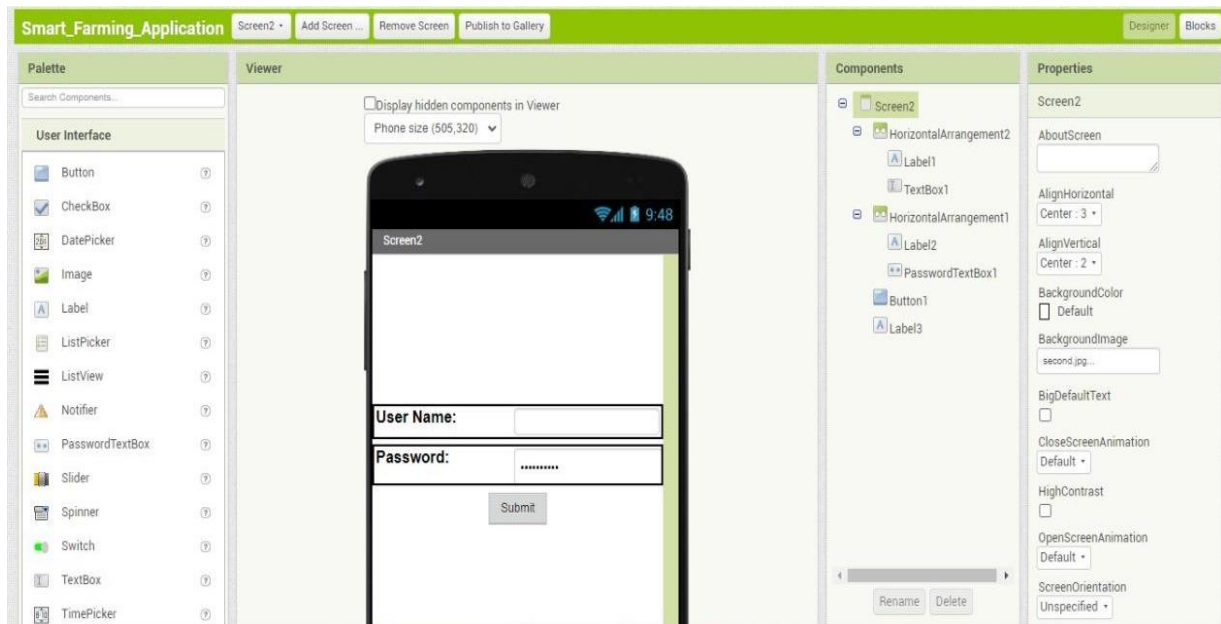 Smart_Farming_Application Screen2 Add Screen ... Remove Screen Publish to Gallery Designer Blocks
Palette
Search Components...
User Interface
Button
CheckBox
DatePicker
Image
Label
ListPicker
ListView
Notifier
PasswordTextBox
Slider
Spinner
Switch
TextBox
TimePicker
Viewer
Display hidden components in Viewer
Phone size (505,320)
9:48
Screen2
User Name:
Password:
..........
Submit
Components
Screen2
HorizontalArrangement2
Label1
TextBox1
HorizontalArrangement1
Label2
PasswordTextBox1
Button1
Label3
Rename Delete
Properties
Screen2
AboutScreen
AlignHorizontal
Center : 3
AlignVertical
Center : 2
BackgroundColor
Default
BackgroundImage
second.jpg...
BigDefaultText
CloseScreenAnimation
Default
HighContrast
OpenScreenAnimation
Default
ScreenOrientation
Unspecified